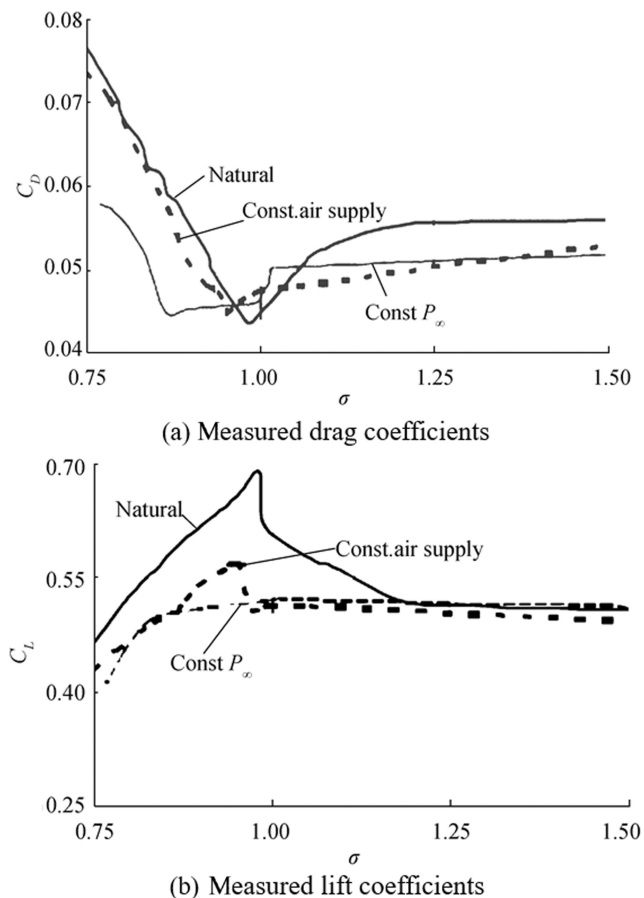 0.08
0.07
0.06
0.05
0.04
C_D
Natural
Const.air supply
Const P_∞
0.75
1.00
1.25
1.50
σ
(a) Measured drag coefficients
0.70
0.55
0.40
0.25
C_L
Natural
Const.air supply
Const P_∞
0.75
1.00
1.25
1.50
σ
(b) Measured lift coefficients